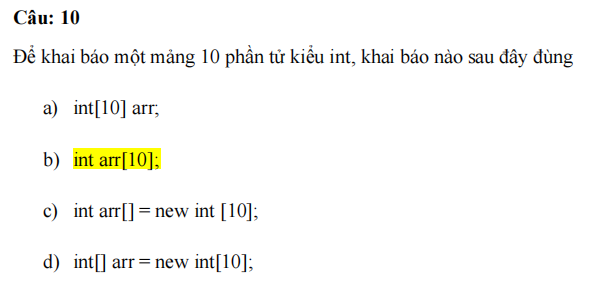 Câu: 10
Để khai báo một mảng 10 phần tử kiểu int, khai báo nào sau đây đùng
a) int[10] arr;
b) int arr[10];
c) int arr[] = new int [10];
d) int[] arr = new int[10];